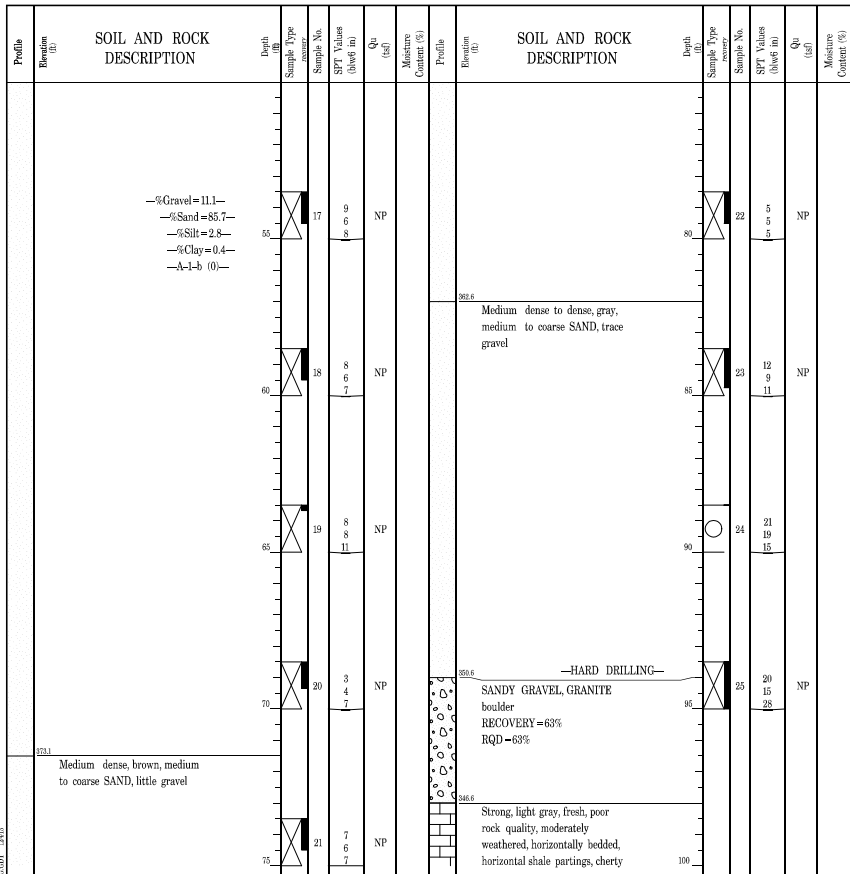 Profile
Elevation
(ft)
SOIL AND ROCK
DESCRIPTION
Depth
(ft)
Sample Type
recovery
Sample No.
SPT Values
(blw/6 in)
Qu
(tsf)
Moisture
Content (%)
—%Gravel=11.1—
—%Sand=85.7—
—%Silt=2.8—
—%Clay=0.4—
—A-1-b (0)—
55
17
9
6
8
NP
60
18
8
6
7
NP
65
19
8
8
11
NP
70
20
3
4
7
NP
373.1
Medium dense, brown, medium
to coarse SAND, little gravel
75
21
7
6
7
NP
Profile
Elevation
(ft)
SOIL AND ROCK
DESCRIPTION
Depth
(ft)
Sample Type
recovery
Sample No.
SPT Values
(blw/6 in)
Qu
(tsf)
Moisture
Content (%)
80
22
5
5
5
NP
362.6
Medium dense to dense, gray,
medium to coarse SAND, trace
gravel
85
23
12
9
11
NP
90
24
21
19
15
350.6
—HARD DRILLING—
SANDY GRAVEL, GRANITE
boulder
RECOVERY=63%
RQD=63%
95
25
20
15
28
NP
346.6
Strong, light gray, fresh, poor
rock quality, moderately
weathered, horizontally bedded,
horizontal shale partings, cherty
100